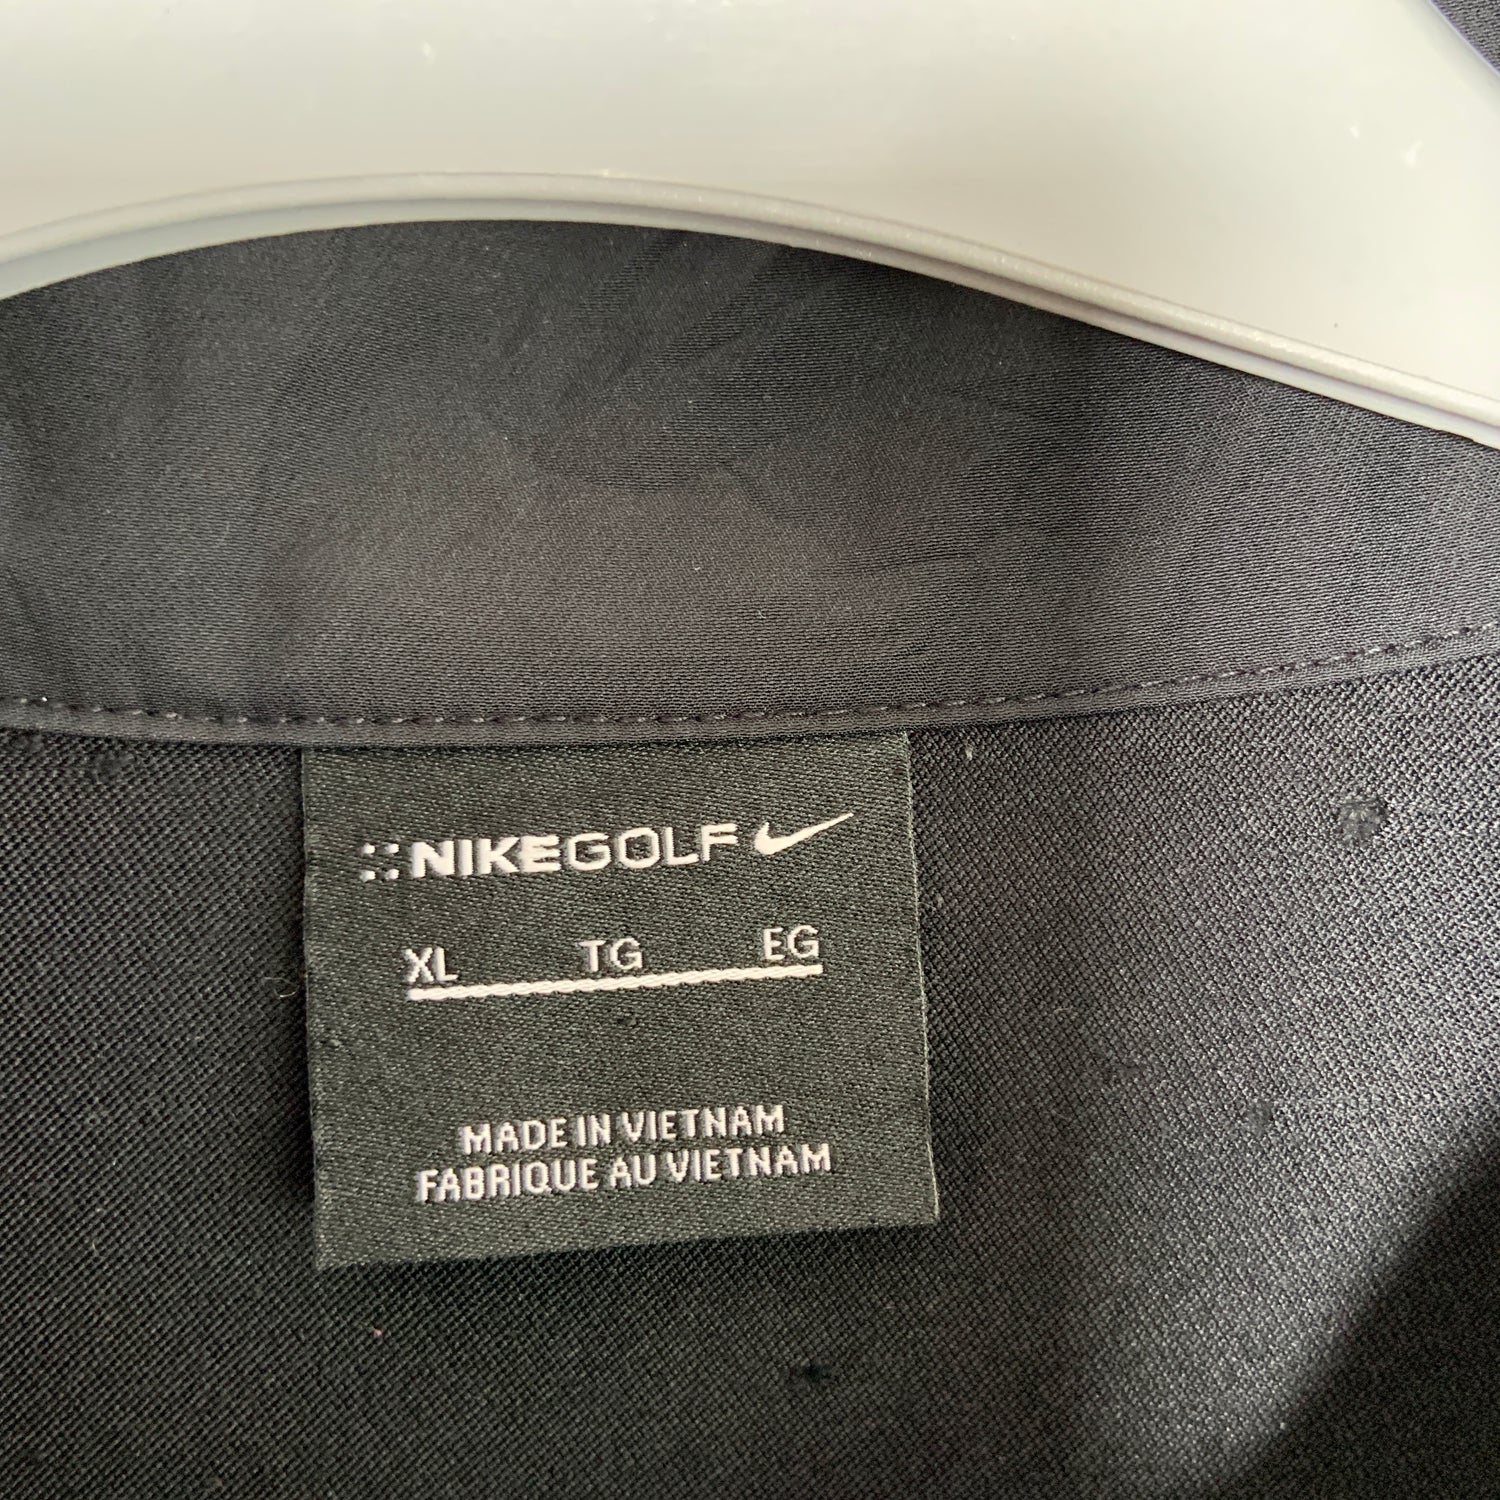 NIKEGOLF
XL TG EG
MADE IN VIETNAM
FABRIQUE AU VIETNAM